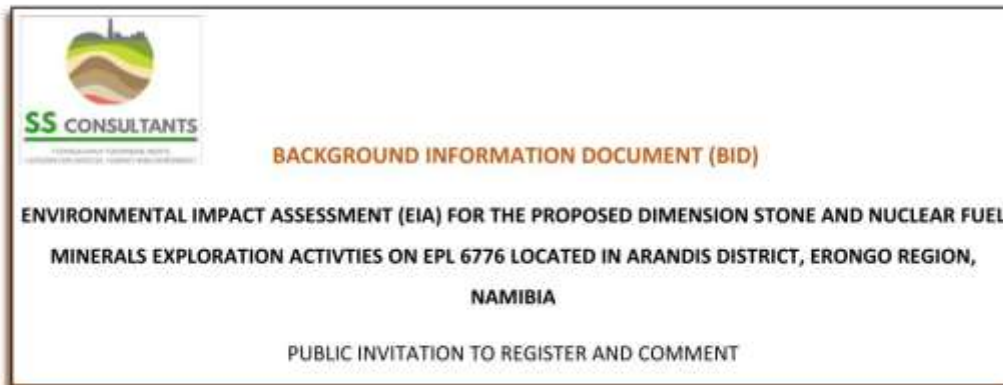 SS CONSULTANTS
BACKGROUND INFORMATION DOCUMENT (BID)
ENVIRONMENTAL IMPACT ASSESSMENT (EIA) FOR THE PROPOSED DIMENSION STONE AND NUCLEAR FUEL
MINERALS EXPLORATION ACTIVTIES ON EPL 6776 LOCATED IN ARANDIS DISTRICT, ERONGO REGION,
NAMIBIA
PUBLIC INVITATION TO REGISTER AND COMMENT